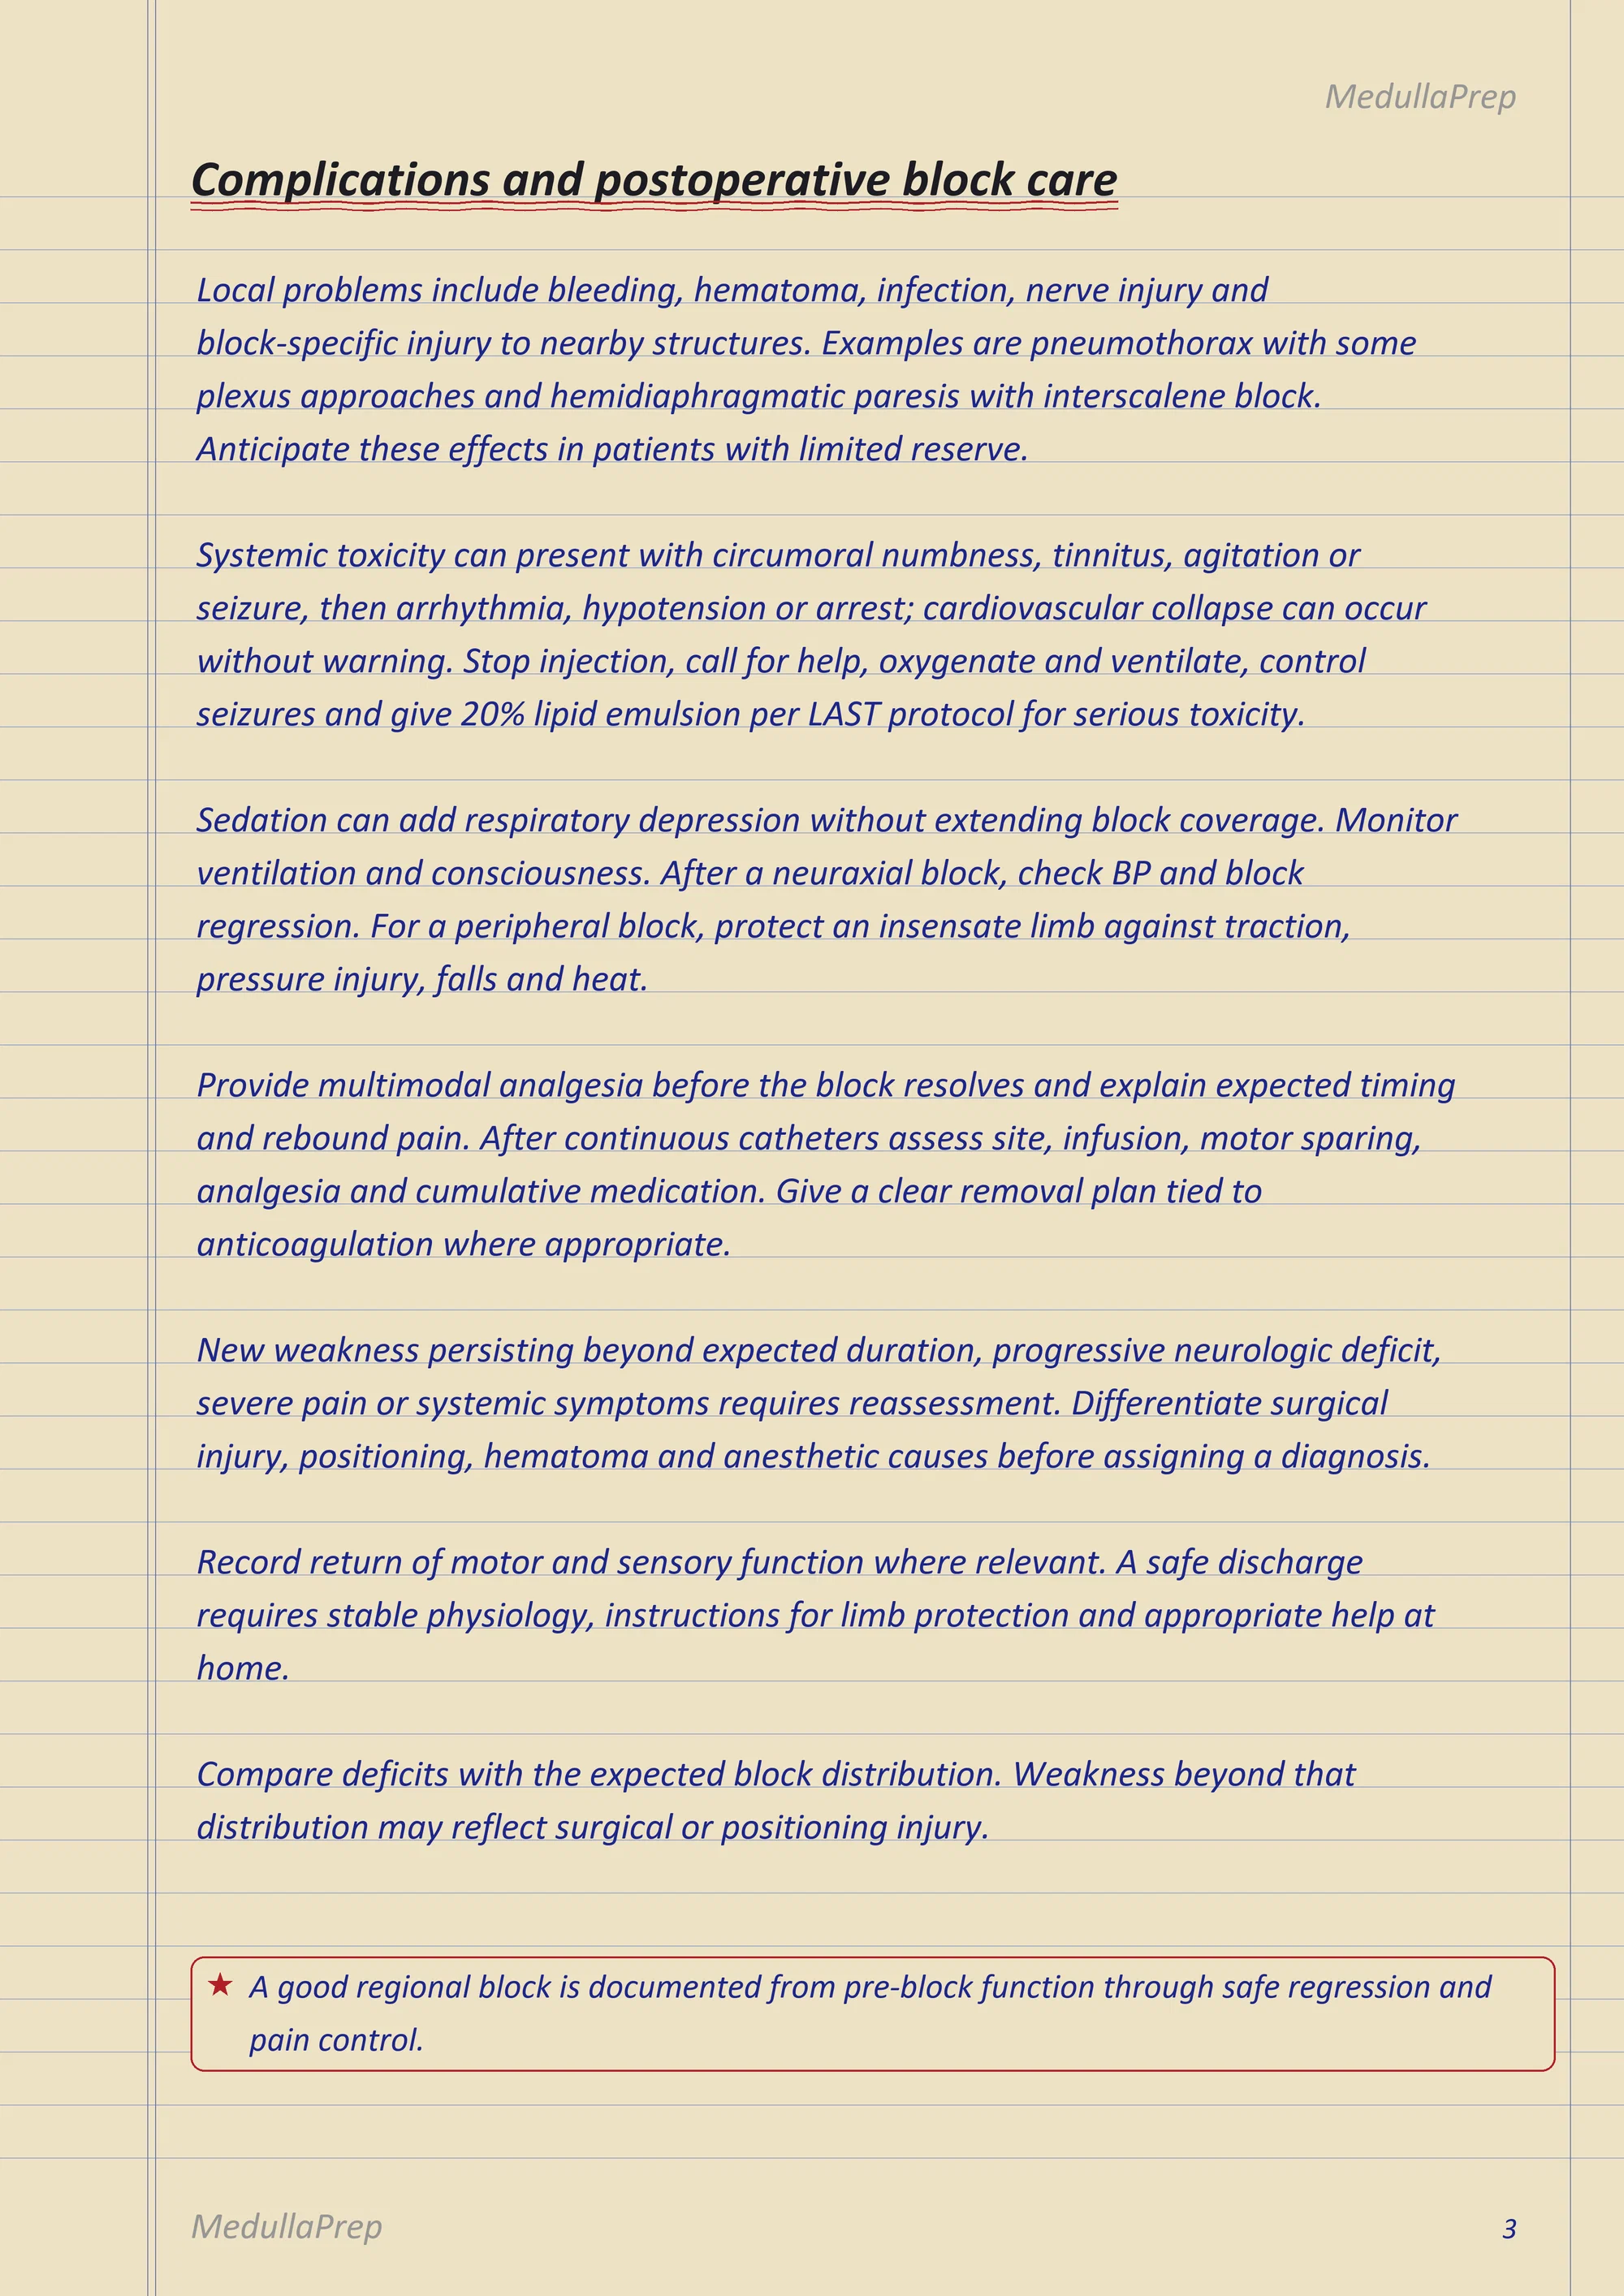 MedullaPrep
Complications and postoperative block care
Local problems include bleeding, hematoma, infection, nerve injury and
block-specific injury to nearby structures. Examples are pneumothorax with some
plexus approaches and hemidiaphragmatic paresis with interscalene block.
Anticipate these effects in patients with limited reserve.
Systemic toxicity can present with circumoral numbness, tinnitus, agitation or
seizure, then arrhythmia, hypotension or arrest; cardiovascular collapse can occur
without warning. Stop injection, call for help, oxygenate and ventilate, control
seizures and give 20% lipid emulsion per LAST protocol for serious toxicity.
Sedation can add respiratory depression without extending block coverage. Monitor
ventilation and consciousness. After a neuraxial block, check BP and block
regression. For a peripheral block, protect an insensate limb against traction,
pressure injury, falls and heat.
Provide multimodal analgesia before the block resolves and explain expected timing
and rebound pain. After continuous catheters assess site, infusion, motor sparing,
analgesia and cumulative medication. Give a clear removal plan tied to
anticoagulation where appropriate.
New weakness persisting beyond expected duration, progressive neurologic deficit,
severe pain or systemic symptoms requires reassessment. Differentiate surgical
injury, positioning, hematoma and anesthetic causes before assigning a diagnosis.
Record return of motor and sensory function where relevant. A safe discharge
requires stable physiology, instructions for limb protection and appropriate help at
home.
Compare deficits with the expected block distribution. Weakness beyond that
distribution may reflect surgical or positioning injury.
★ A good regional block is documented from pre-block function through safe regression and
pain control.
MedullaPrep
3